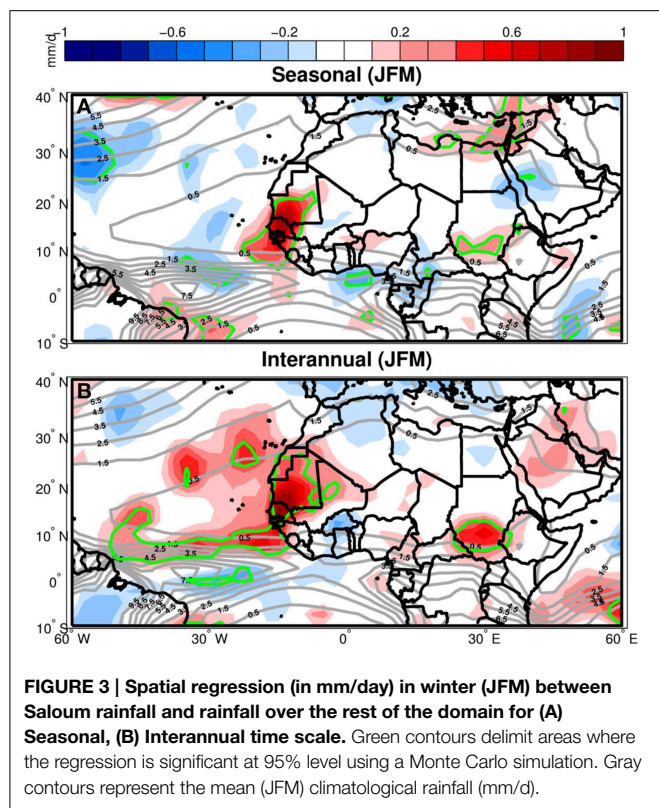 −1 −0.6 −0.2 0.2 0.6 1
mm/d
Seasonal (JFM)
A
40° N
30° N
20° N
10° N
0°
10° S
Interannual (JFM)
B
40° N
30° N
20° N
10° N
0°
10° S
60° W 30° W 0° 30° E 60° E
FIGURE 3 | Spatial regression (in mm/day) in winter (JFM) between
Saloum rainfall and rainfall over the rest of the domain for (A)
Seasonal, (B) Interannual time scale. Green contours delimit areas where
the regression is significant at 95% level using a Monte Carlo simulation. Gray
contours represent the mean (JFM) climatological rainfall (mm/d).